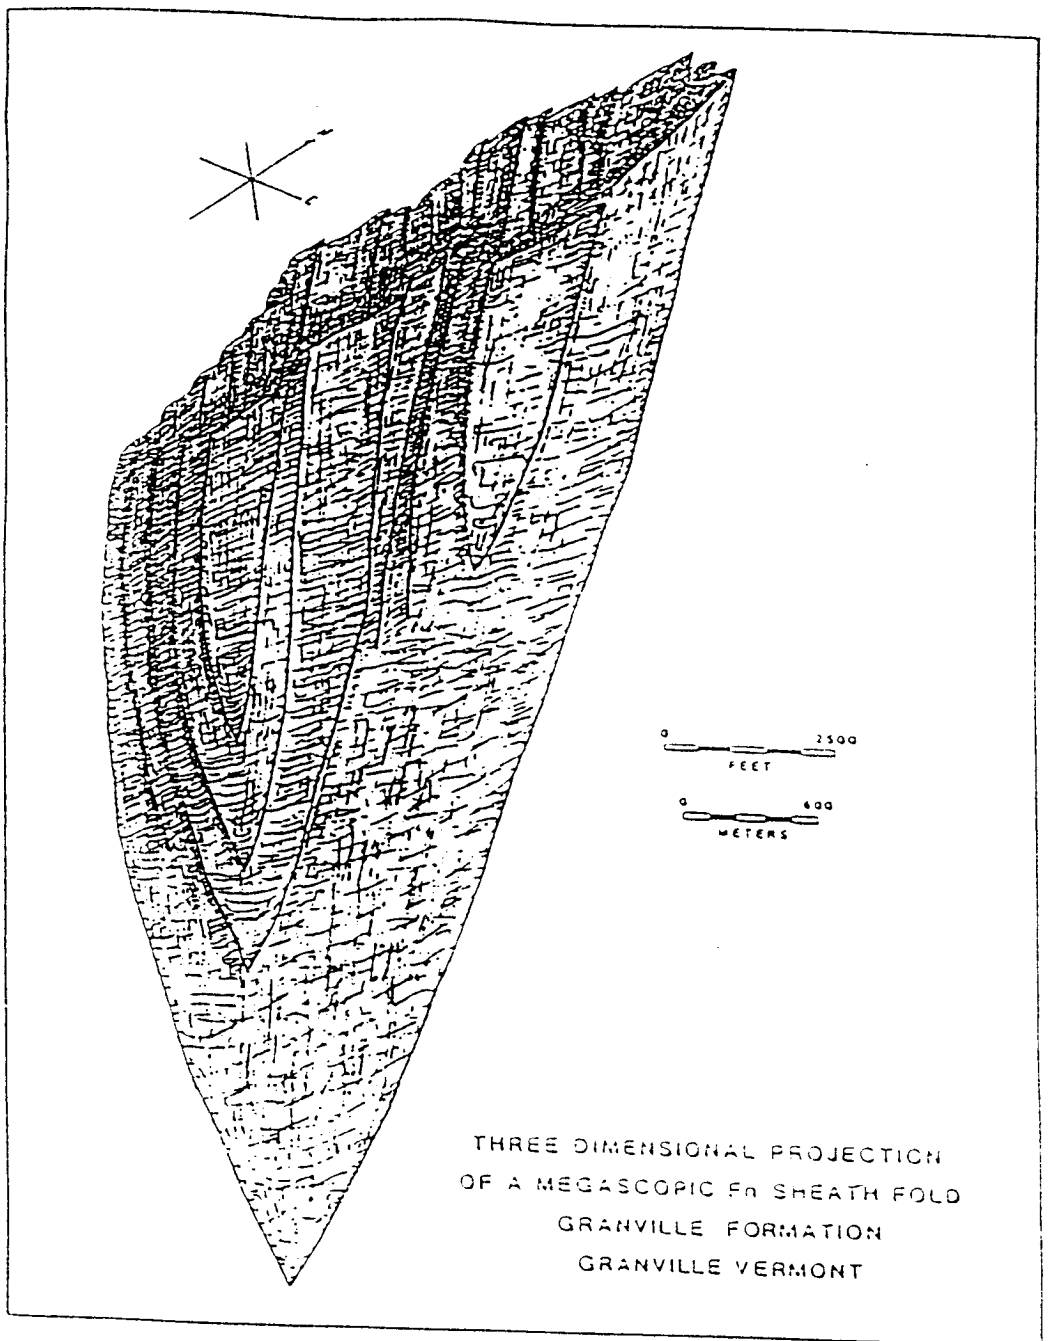 0 2500
FEET
0 600
METERS
THREE DIMENSIONAL PROJECTION
OF A MEGASCOPIC Fn SHEATH FOLD
GRANVILLE FORMATION
GRANVILLE VERMONT